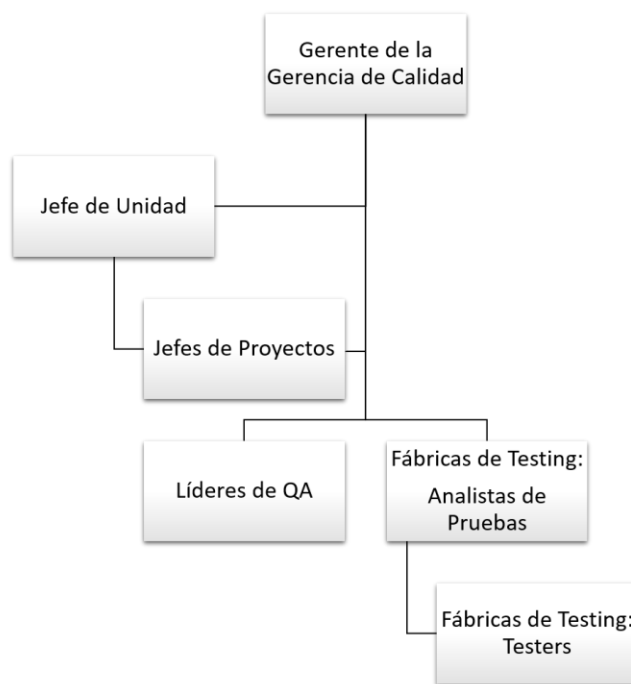 Gerente de la
Gerencia de Calidad
Jefe de Unidad
Jefes de Proyectos
Líderes de QA
Fábricas de Testing:
Analistas de
Pruebas
Fábricas de Testing:
Testers